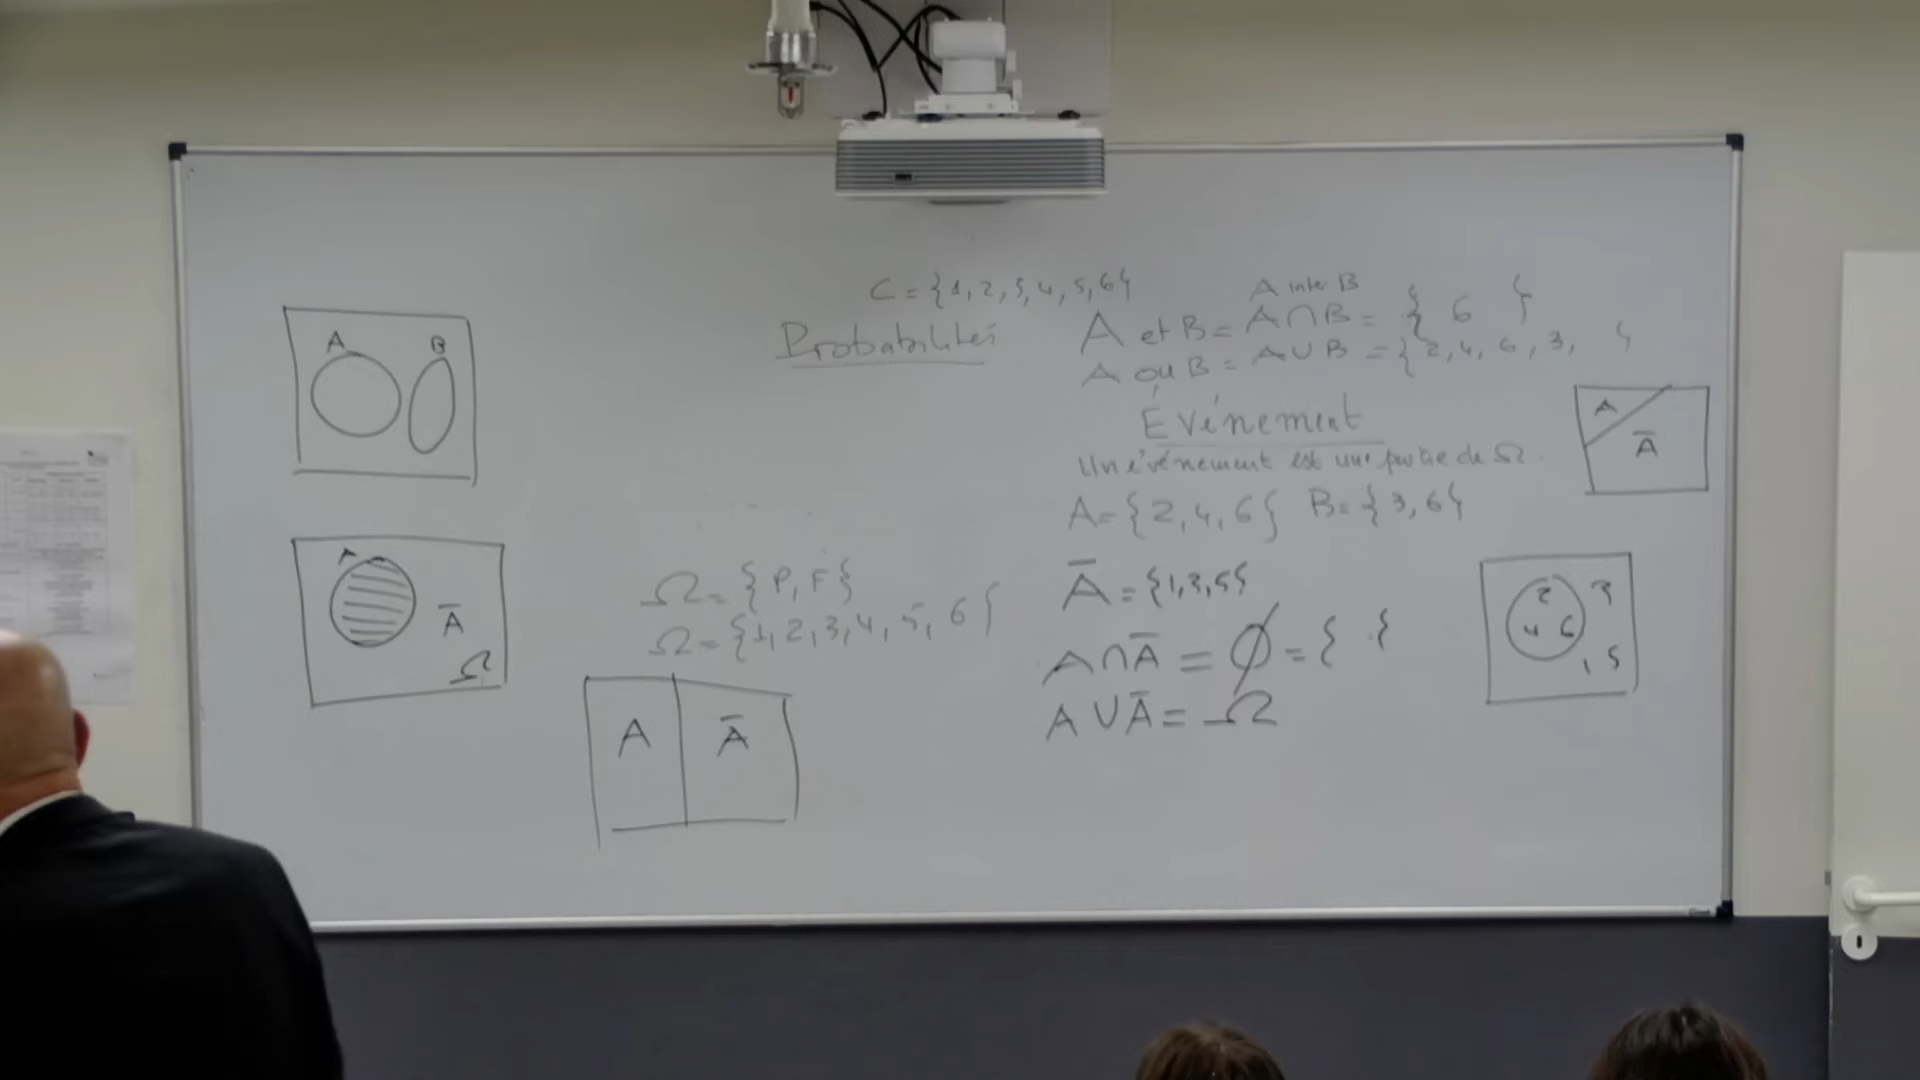 C = {1, 2, 3, 4, 5, 6}
Probabilités
A inter B
A et B = A ∩ B = { 6 }
A ou B = A ∪ B = {2, 4, 6, 3, }
Événement
Un événement est une partie de Ω.
A = {2, 4, 6} B = {3, 6}
Ā = {1, 3, 5}
A ∩ Ā = ∅ = { }
A ∪ Ā = Ω
A B
A
Ā
Ω
Ω = {P, F}
Ω = {1, 2, 3, 4, 5, 6}
A Ā
A
Ā
2 3
4 6
1 5